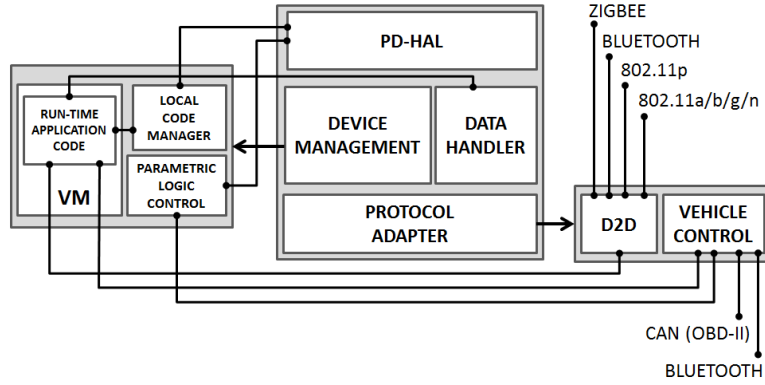 ZIGBEE
BLUETOOTH
802.11p
802.11a/b/g/n
PD-HAL
RUN-TIME
APPLICATION
CODE
VM
LOCAL
CODE
MANAGER
PARAMETRIC
LOGIC
CONTROL
DEVICE
MANAGEMENT
DATA
HANDLER
PROTOCOL
ADAPTER
D2D
VEHICLE
CONTROL
CAN (OBD-II)
BLUETOOTH